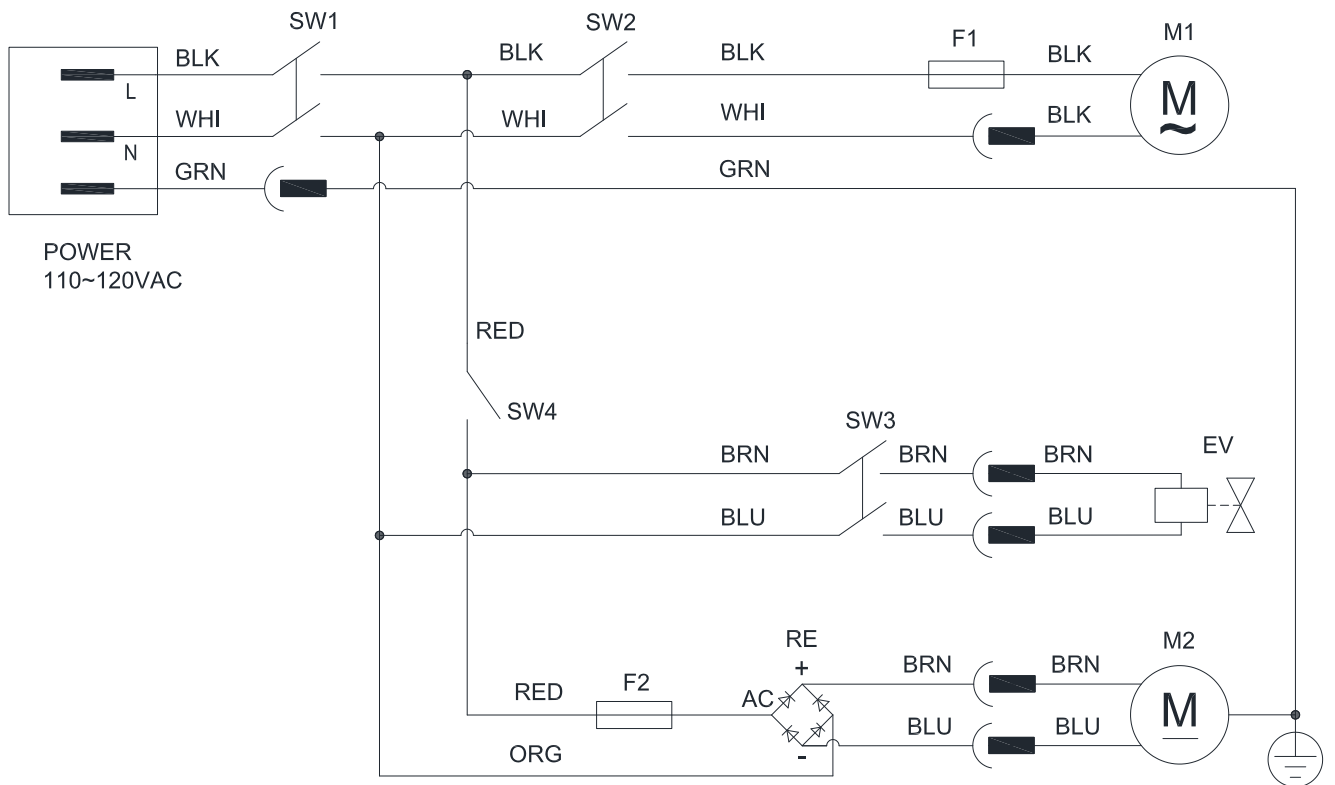 SW1
SW2
F1
M1
BLK
BLK
BLK
BLK
L
M
~
WHI
WHI
WHI
BLK
N
GRN
GRN
POWER
110~120VAC
RED
SW4
SW3
EV
BRN
BRN
BRN
BLU
BLU
BLU
RE
M2
+
BRN
BRN
RED
F2
AC
M
BLU
BLU
ORG
-